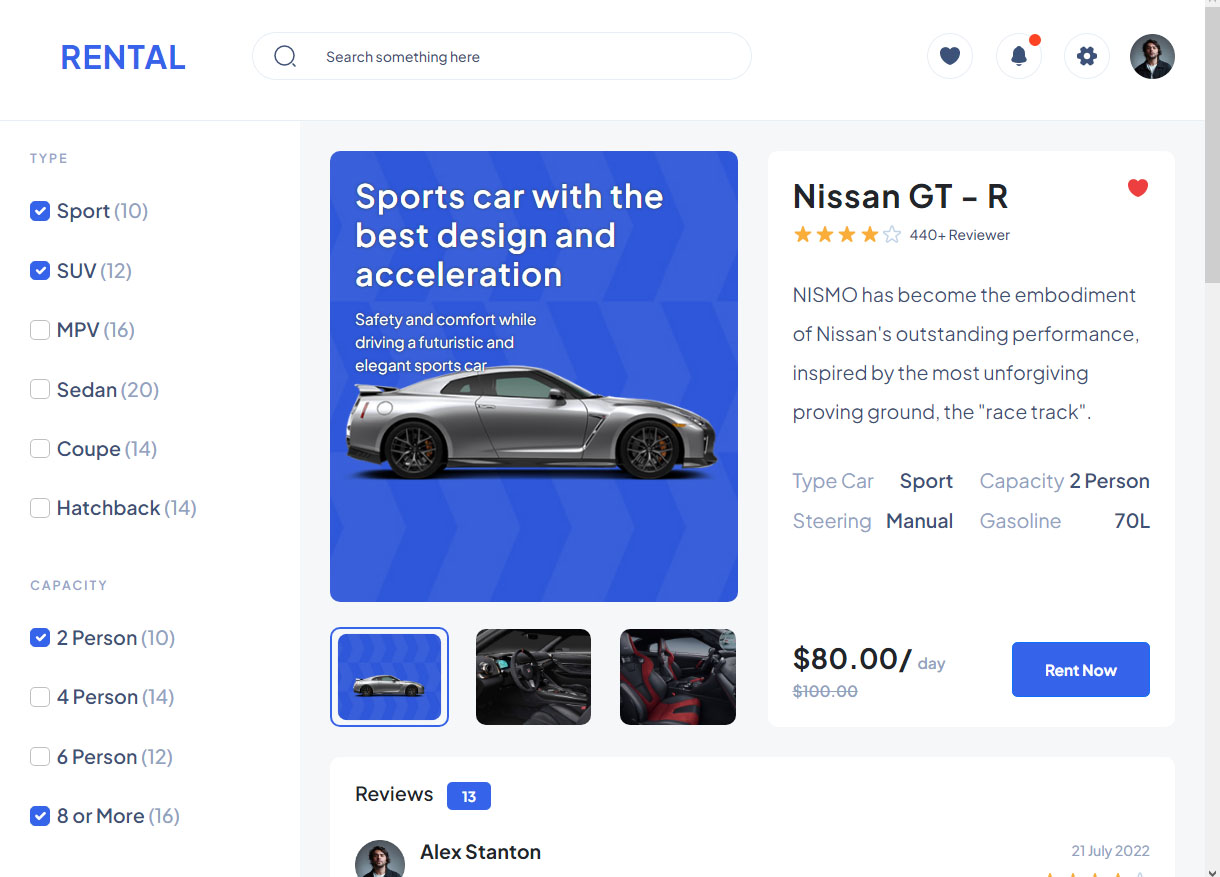 RENTAL
Search something here
TYPE
Sport (10)
SUV (12)
MPV (16)
Sedan (20)
Coupe (14)
Hatchback (14)
CAPACITY
2 Person (10)
4 Person (14)
6 Person (12)
8 or More (16)
Sports car with the
best design and
acceleration
Safety and comfort while
driving a futuristic and
elegant sports car
Nissan GT – R
440+ Reviewer
NISMO has become the embodiment
of Nissan's outstanding performance,
inspired by the most unforgiving
proving ground, the "race track".
Type Car Sport Capacity 2 Person
Steering Manual Gasoline 70L
$80.00/ day
$100.00
Rent Now
Reviews 13
Alex Stanton
21 July 2022